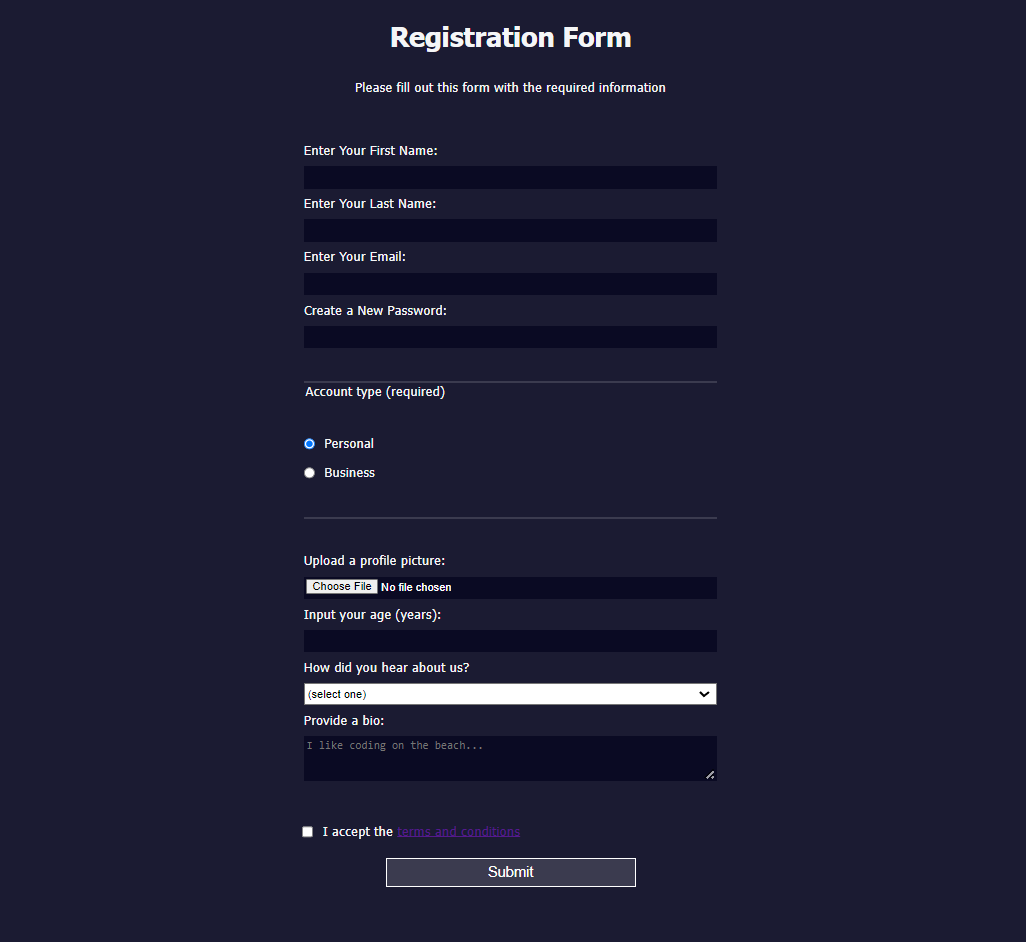 Registration Form
Please fill out this form with the required information
Enter Your First Name:
Enter Your Last Name:
Enter Your Email:
Create a New Password:
Account type (required)
Personal
Business
Upload a profile picture:
Choose File No file chosen
Input your age (years):
How did you hear about us?
(select one)
Provide a bio:
I like coding on the beach...
I accept the terms and conditions
Submit